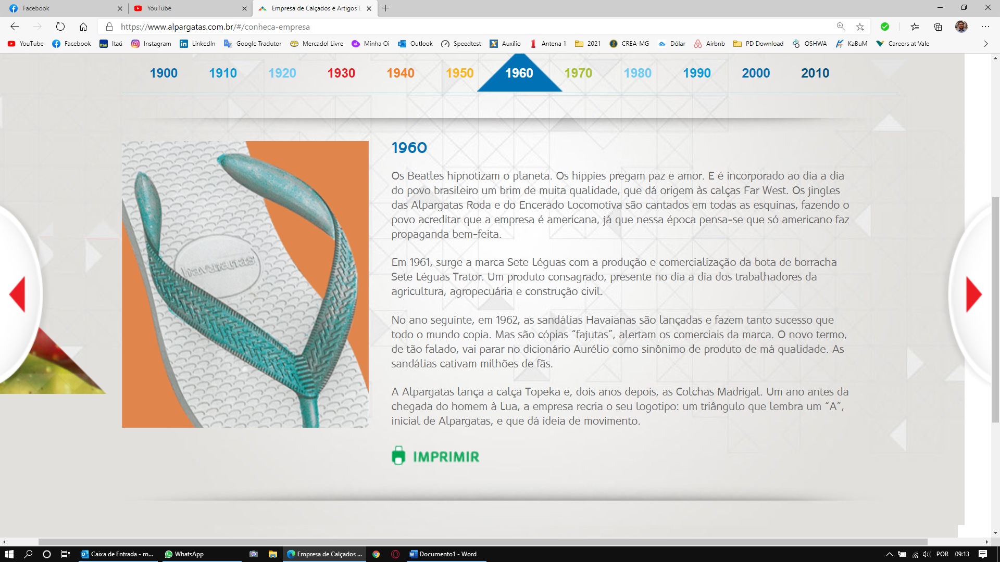 Facebook
YouTube
Empresa de Calçados e Artigos E
https://www.alpargatas.com.br/#/conheca-empresa
YouTube Facebook Itaú Instagram LinkedIn Google Tradutor Mercadol Livre Minha Oi Outlook Speedtest Auxílio Antena 1 2021 CREA-MG Dólar Airbnb PD Download OSHWA KaBuM Careers at Vale
1900 1910 1920 1930 1940 1950 1960 1970 1980 1990 2000 2010
havaianas
1960
Os Beatles hipnotizam o planeta. Os hippies pregam paz e amor. E é incorporado ao dia a dia
do povo brasileiro um brim de muita qualidade, que dá origem às calças Far West. Os jingles
das Alpargatas Roda e do Encerado Locomotiva são cantados em todas as esquinas, fazendo o
povo acreditar que a empresa é americana, já que nessa época pensa-se que só americano faz
propaganda bem-feita.
Em 1961, surge a marca Sete Léguas com a produção e comercialização da bota de borracha
Sete Léguas Trator. Um produto consagrado, presente no dia a dia dos trabalhadores da
agricultura, agropecuária e construção civil.
No ano seguinte, em 1962, as sandálias Havaianas são lançadas e fazem tanto sucesso que
todo o mundo copia. Mas são cópias “fajutas”, alertam os comerciais da marca. O novo termo,
de tão falado, vai parar no dicionário Aurélio como sinônimo de produto de má qualidade. As
sandálias cativam milhões de fãs.
A Alpargatas lança a calça Topeka e, dois anos depois, as Colchas Madrigal. Um ano antes da
chegada do homem à Lua, a empresa recria o seu logotipo: um triângulo que lembra um “A”,
inicial de Alpargatas, e que dá ideia de movimento.
IMPRIMIR
Caixa de Entrada - m...
WhatsApp
Empresa de Calçados ...
Documento1 - Word
POR
09:13